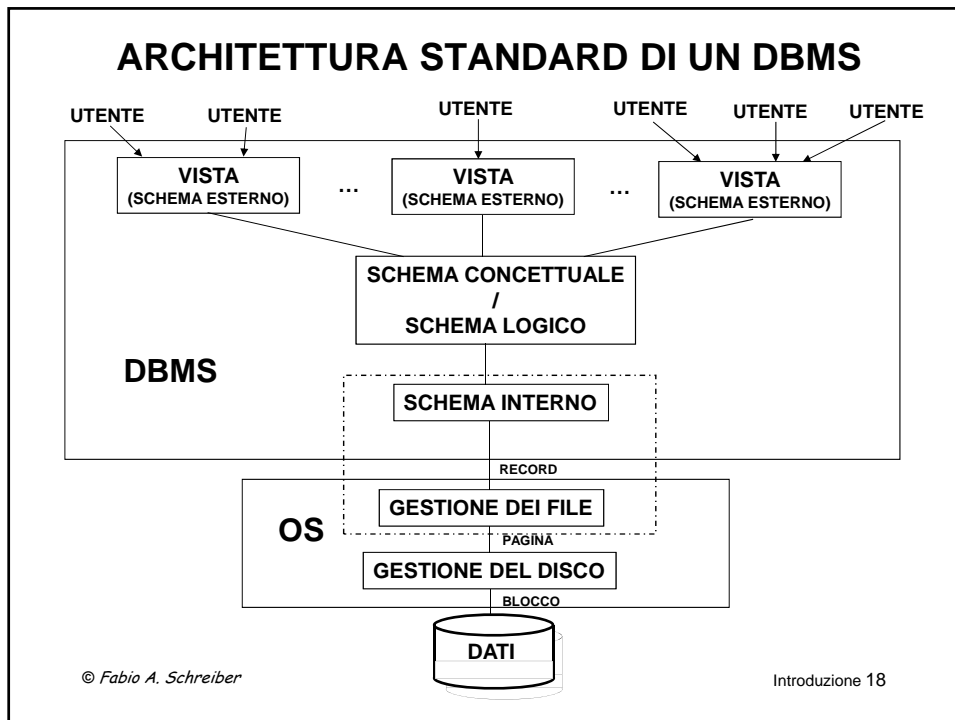 ARCHITETTURA STANDARD DI UN DBMS
UTENTE UTENTE UTENTE UTENTE UTENTE UTENTE
VISTA
(SCHEMA ESTERNO)
...
VISTA
(SCHEMA ESTERNO)
...
VISTA
(SCHEMA ESTERNO)
SCHEMA CONCETTUALE
/
SCHEMA LOGICO
DBMS
SCHEMA INTERNO
RECORD
GESTIONE DEI FILE
OS
PAGINA
GESTIONE DEL DISCO
BLOCCO
DATI
© Fabio A. Schreiber
Introduzione 18